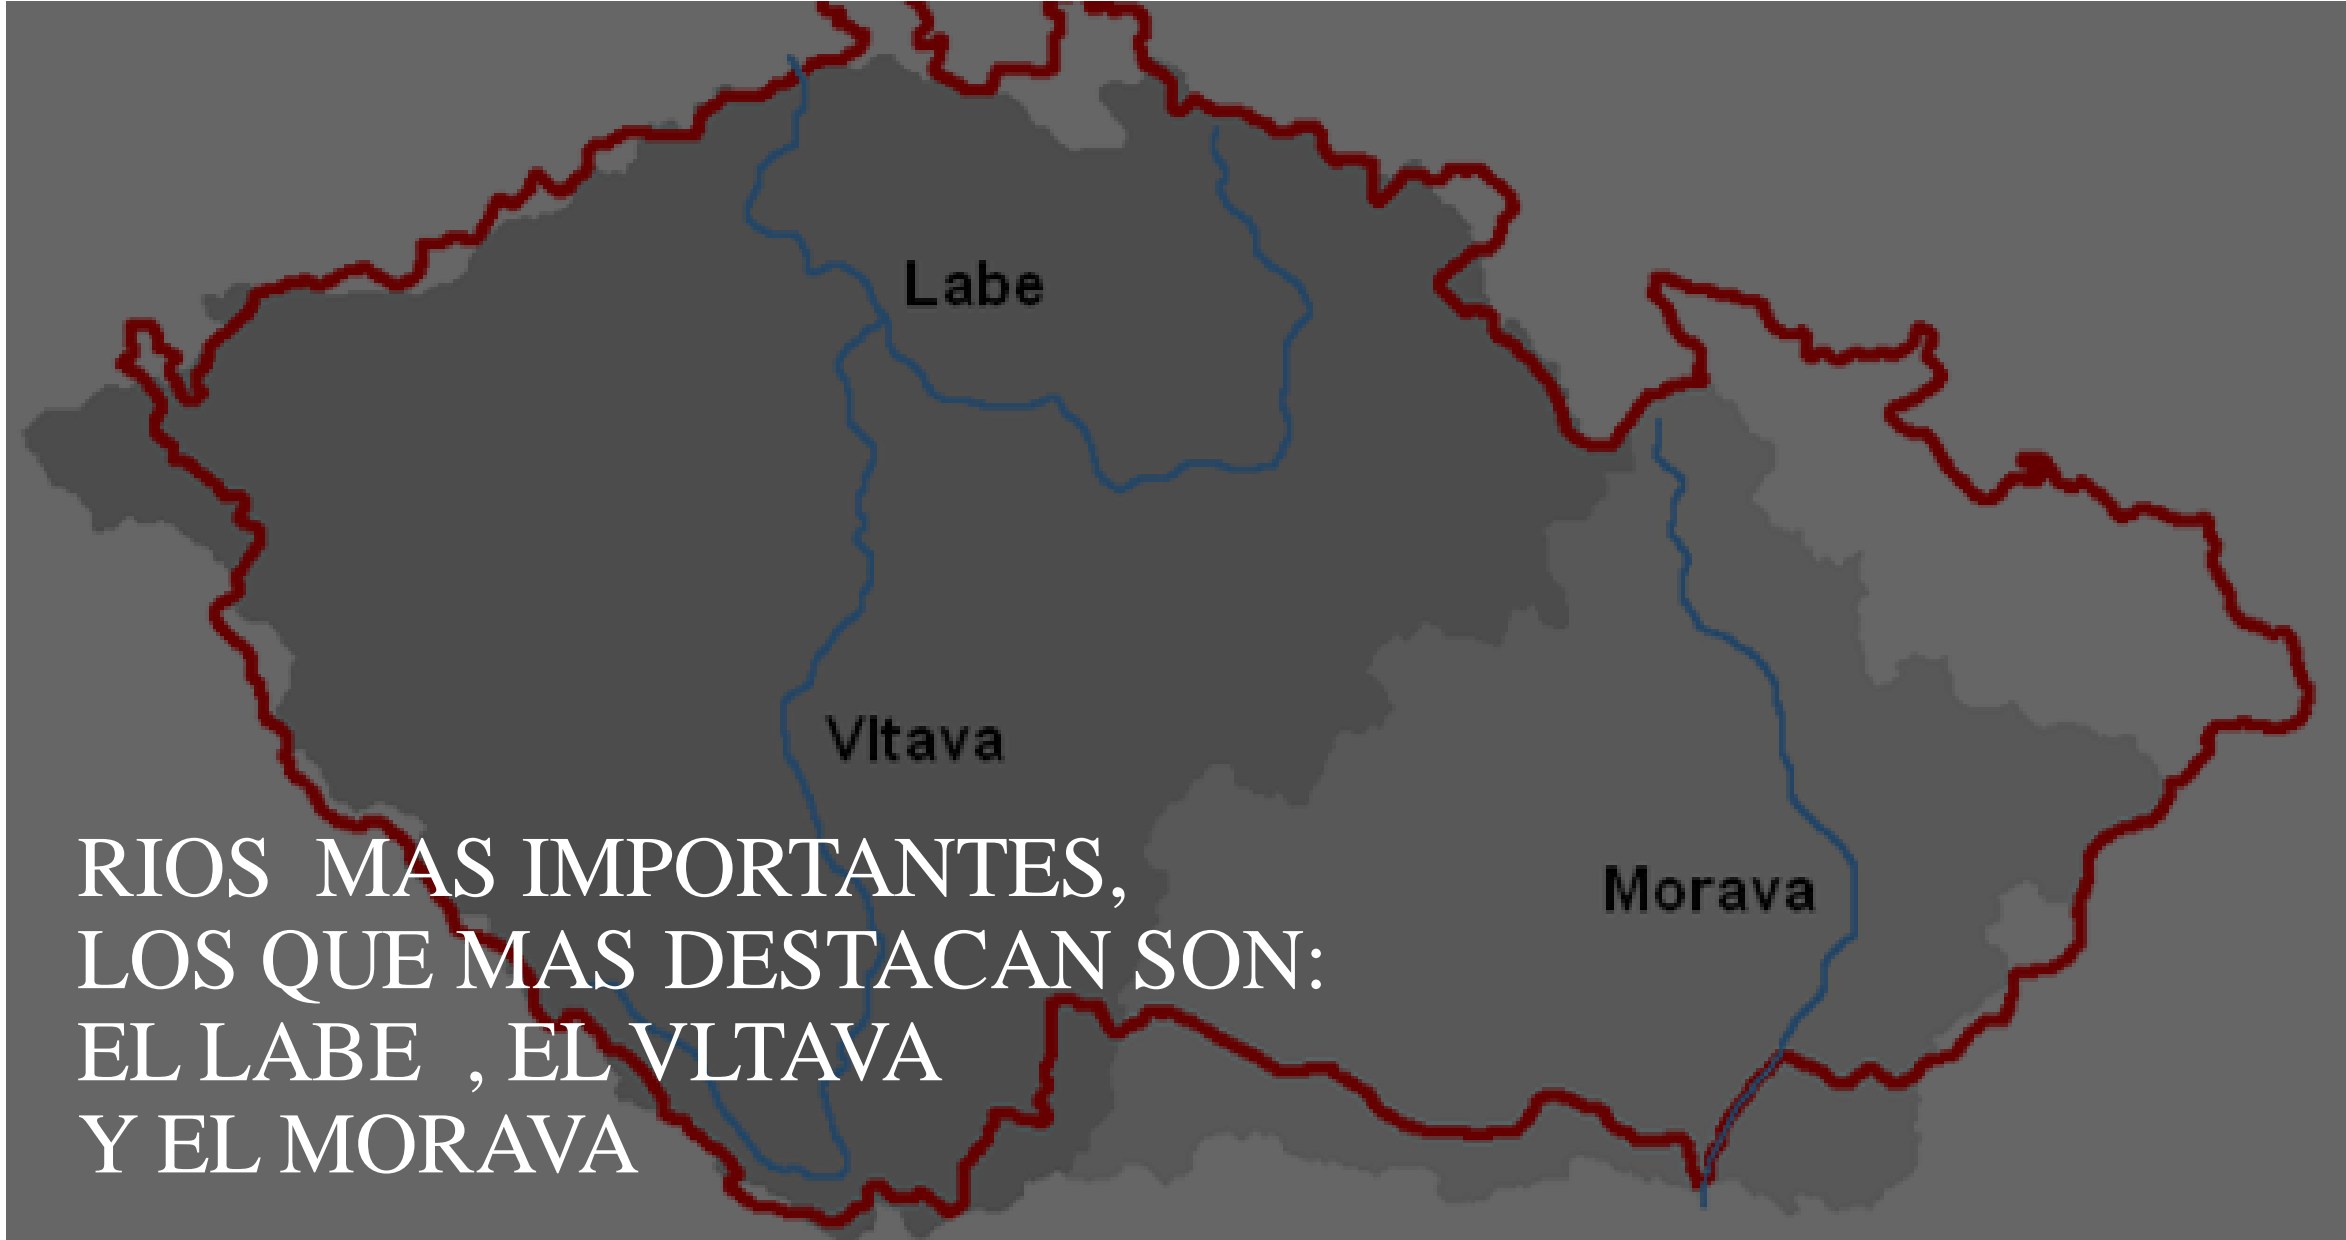 Labe
Vltava
Morava
RIOS  MAS IMPORTANTES,
LOS QUE MAS DESTACAN SON:
EL LABE  , EL VLTAVA
Y EL MORAVA